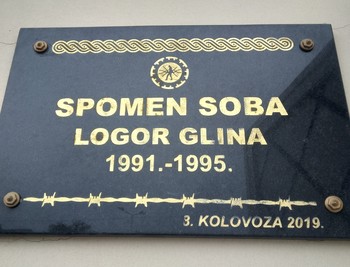 SPOMEN SOBA
LOGOR GLINA
1991.-1995.
3. KOLOVOZA 2019.